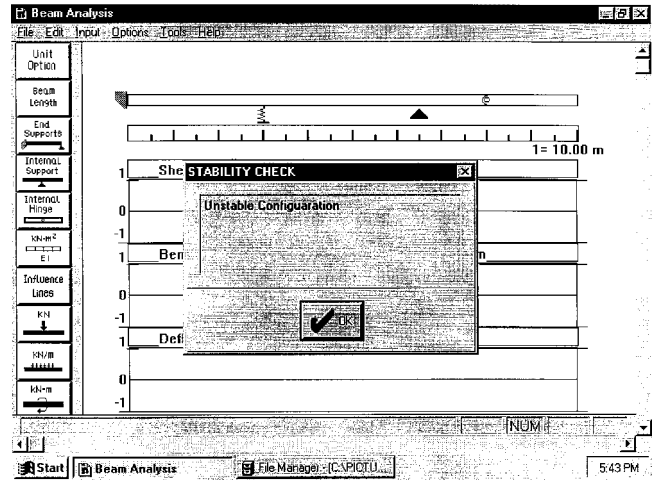 Beam Analysis
File Edit Input Options Tools Help
Unit
Option
Beam
Length
End
Supports
Internal
Support
Internal
Hinge
KN-m²
EI
Influence
Lines
KN
KN/m
KN-m
1= 10.00 m
1 She
0
-1
1 Ben m
0
-1
1 Defl
0
-1
STABILITY CHECK
Unstable Configuaration
OK
NUM
Start Beam Analysis File Manager - [C:\PICTU... 5:43 PM